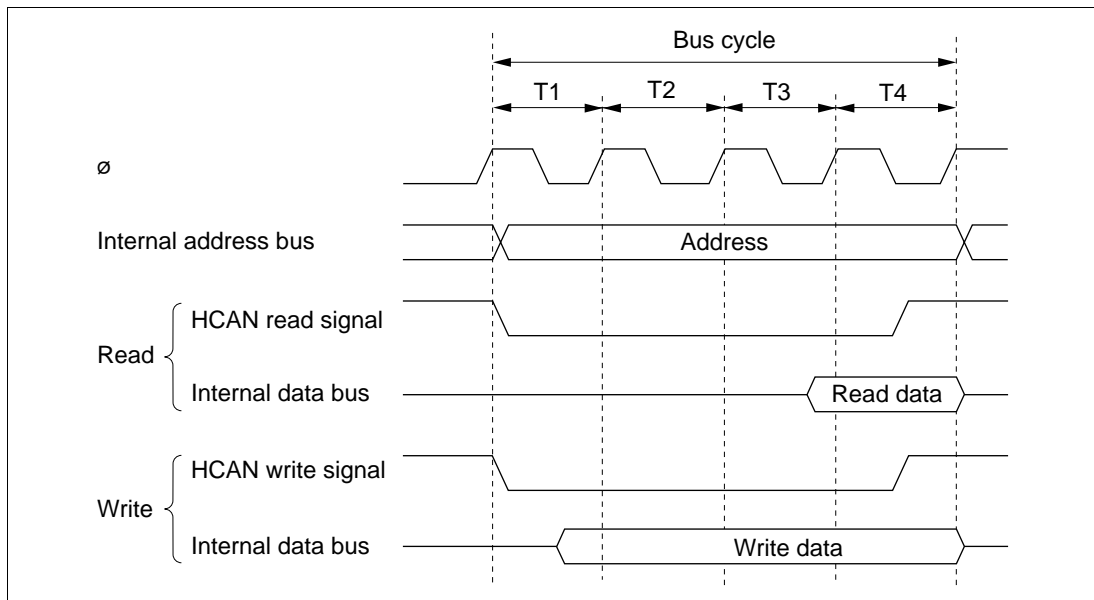 Bus cycle
T1 T2 T3 T4
ø
Internal address bus Address
HCAN read signal
Read
Internal data bus Read data
HCAN write signal
Write
Internal data bus Write data